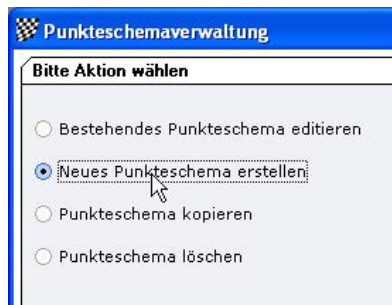 Punkteschemaverwaltung
Bitte Aktion wählen
Bestehendes Punkteschema editieren
Neues Punkteschema erstellen
Punkteschema kopieren
Punkteschema löschen